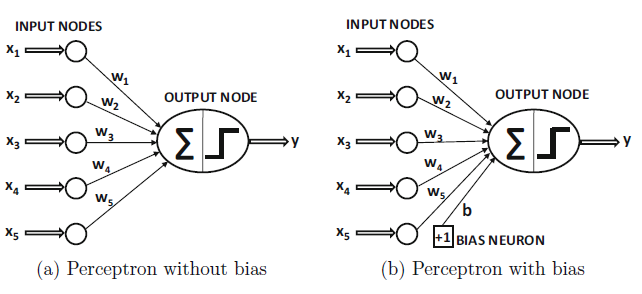 INPUT NODES
x1
x2
x3
x4
x5
w1
w2
w3
w4
w5
OUTPUT NODE
Σ
y
(a) Perceptron without bias
INPUT NODES
x1
x2
x3
x4
x5
w1
w2
w3
w4
w5
b
+1 BIAS NEURON
OUTPUT NODE
Σ
y
(b) Perceptron with bias